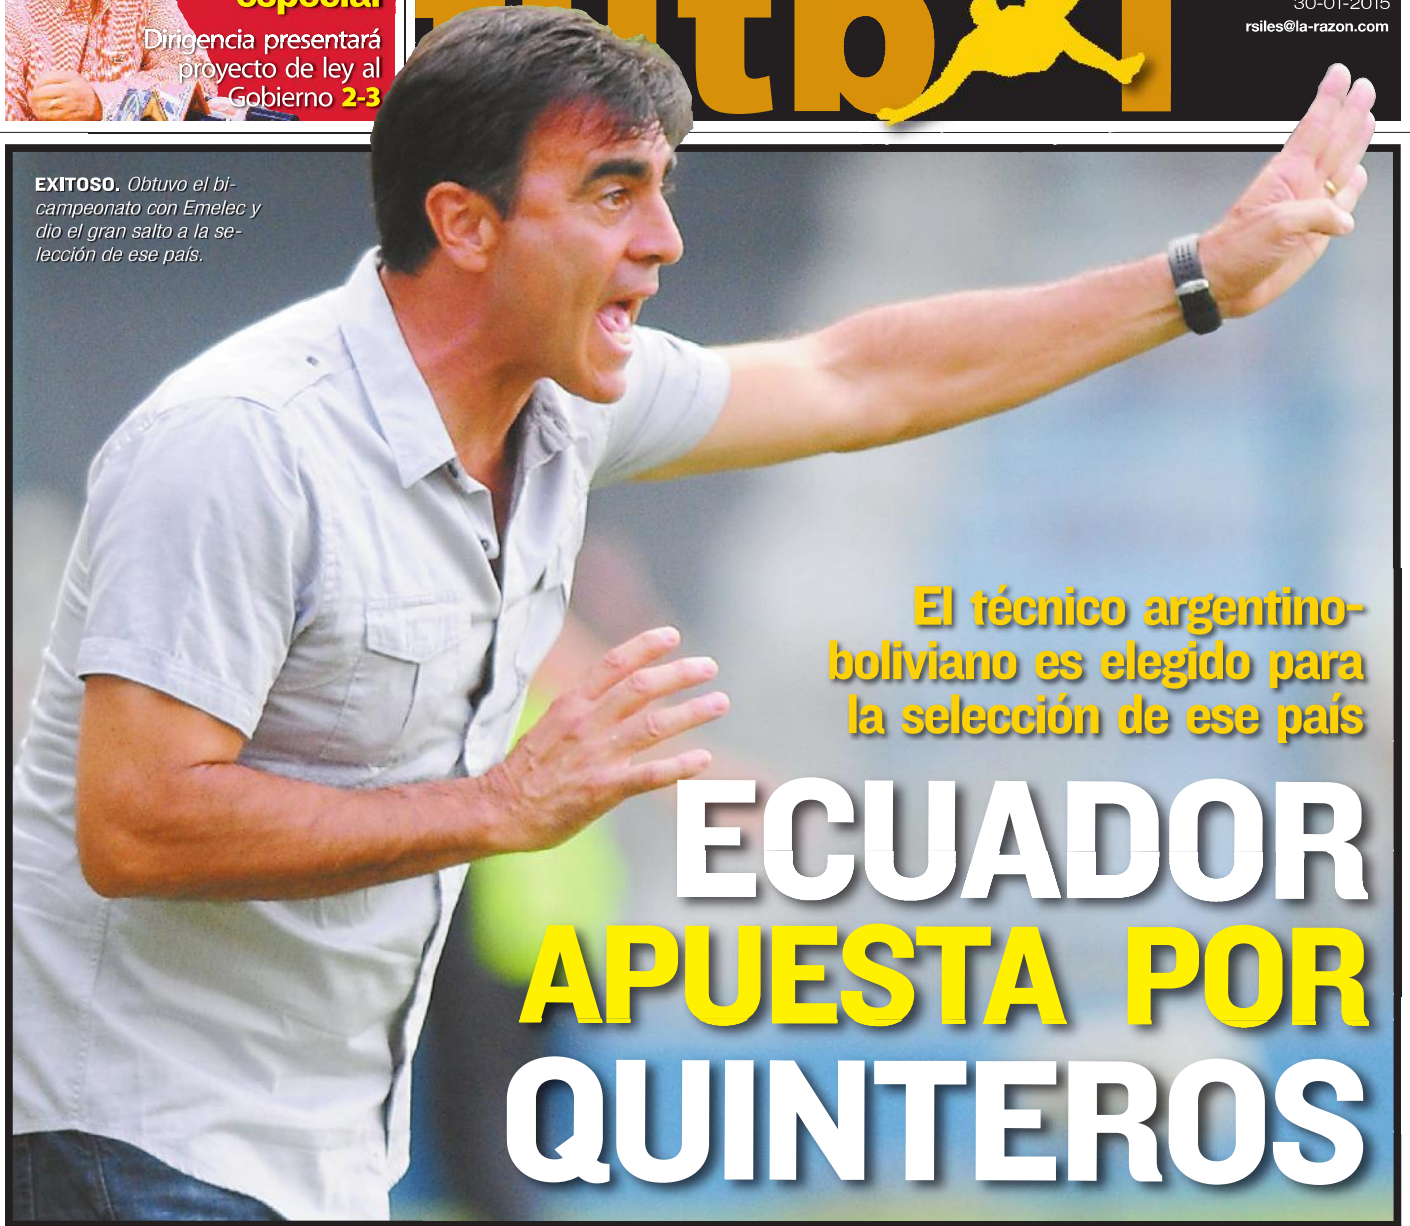 especial
Dirigencia presentará
proyecto de ley al
Gobierno 2-3
futbol
30-01-2015
rsiles@la-razon.com
EXITOSO. Obtuvo el bi-
campeonato con Emelec y
dio el gran salto a la se-
lección de ese país.
El técnico argentino-
boliviano es elegido para
la selección de ese país
ECUADOR
APUESTA POR
QUINTEROS